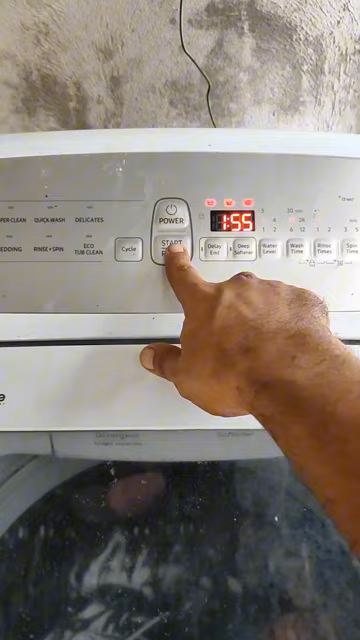 POWER
1:55
PER CLEAN QUICK WASH DELICATES
EDDING RINSE+SPIN ECO
TUB CLEAN
Cycle
START
Delay
End
Deep
Softener
Water
Level
Wash
Time
Rinse
Times
Spin
Times